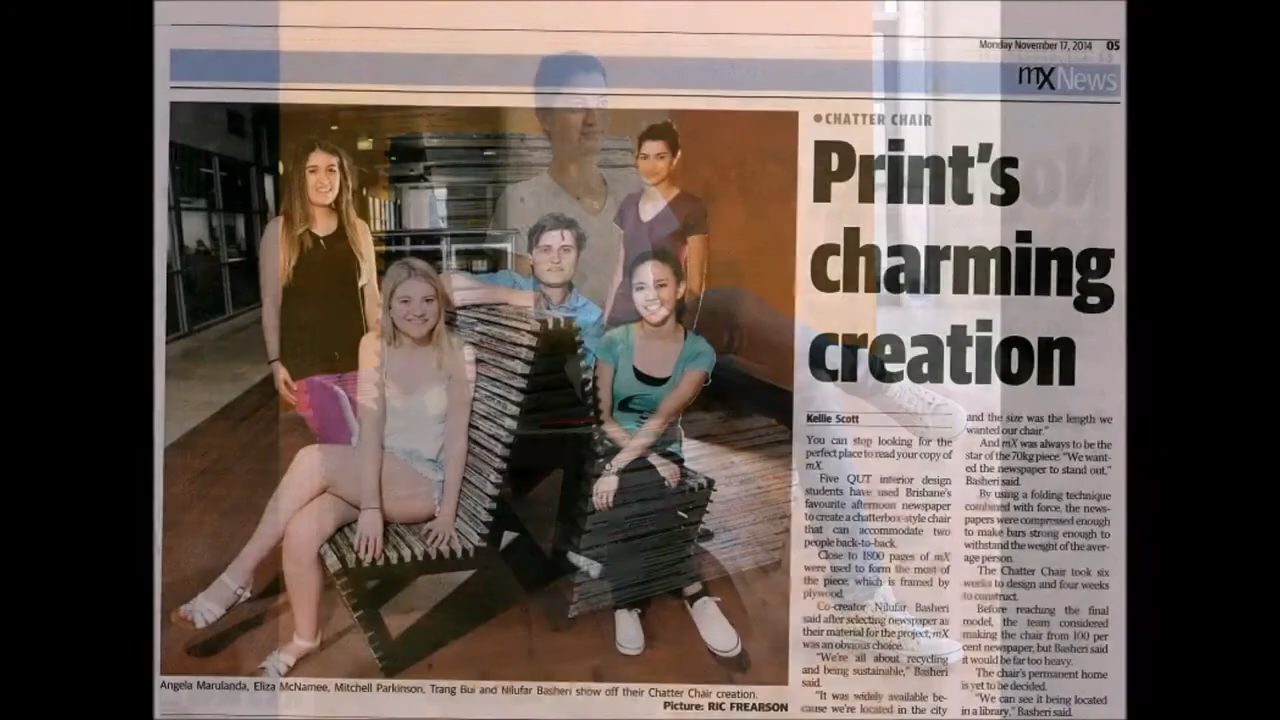 Monday November 17, 2014 05
mXNews
CHATTER CHAIR
Print's
charming
creation
Kellie Scott
You can stop looking for the
perfect place to read your copy of
mX.
Five QUT interior design
students have used Brisbane's
favourite afternoon newspaper
to create a chatterbox-style chair
that can accommodate two
people back-to-back.
Close to 1800 pages of mX
were used to form the most of
the piece, which is framed by
plywood.
Co-creator Nilufar Basheri
said after selecting newspaper as
their material for the project, mX
was an obvious choice.
"We're all about recycling
and being sustainable," Basheri
said.
"It was widely available be-
cause we're located in the city
and the size was the length we
wanted our chair."
And mX was always to be the
star of the 70kg piece. "We want-
ed the newspaper to stand out,"
Basheri said.
By using a folding technique
combined with force, the news-
papers were compressed enough
to make bars strong enough to
withstand the weight of the aver-
age person.
The Chatter Chair took six
weeks to design and four weeks
to construct.
Before reaching the final
model, the team considered
making the chair from 100 per
cent newspaper, but Basheri said
it would be far too heavy.
The chair's permanent home
is yet to be decided.
"We can see it being located
in a library," Basheri said.
Angela Marulanda, Eliza McNamee, Mitchell Parkinson, Trang Bui and Nilufar Basheri show off their Chatter Chair creation.
Picture: RIC FREARSON